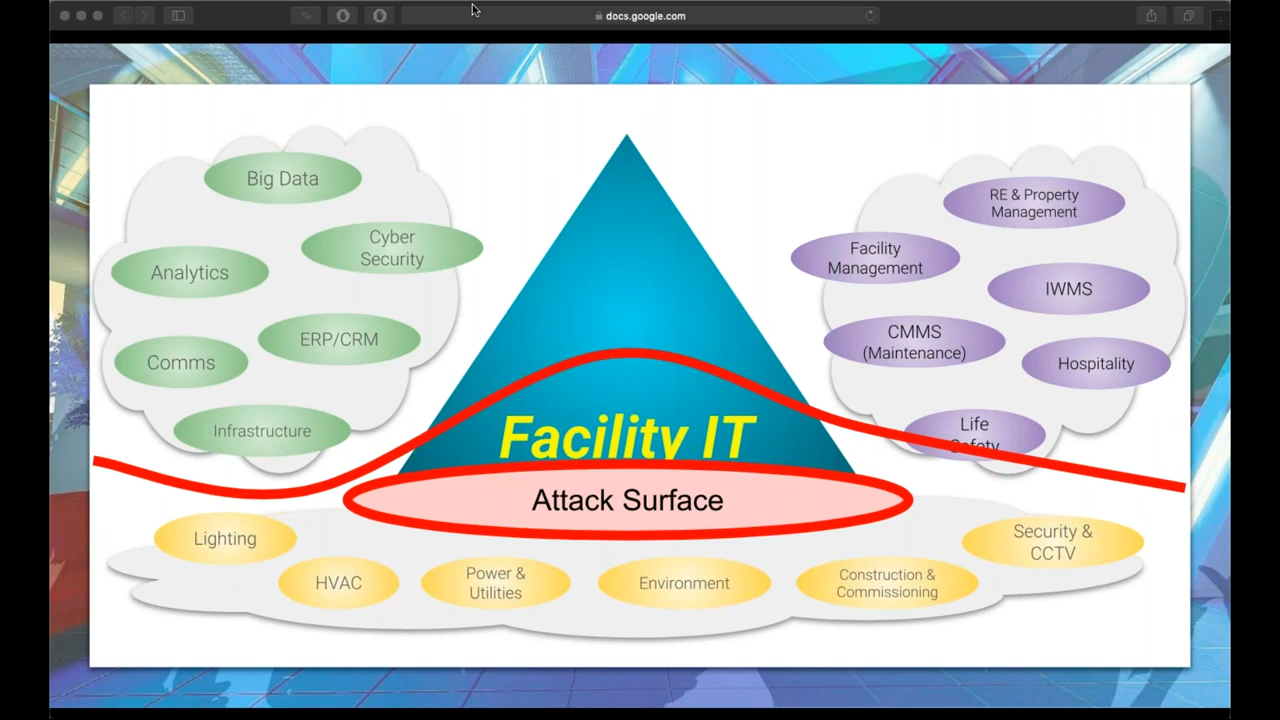 docs.google.com
Big Data
Cyber
Security
Analytics
ERP/CRM
Comms
Infrastructure
Facility IT
Attack Surface
RE & Property
Management
Facility
Management
IWMS
CMMS
(Maintenance)
Hospitality
Life
Safety
Lighting
HVAC
Power &
Utilities
Environment
Construction &
Commissioning
Security &
CCTV